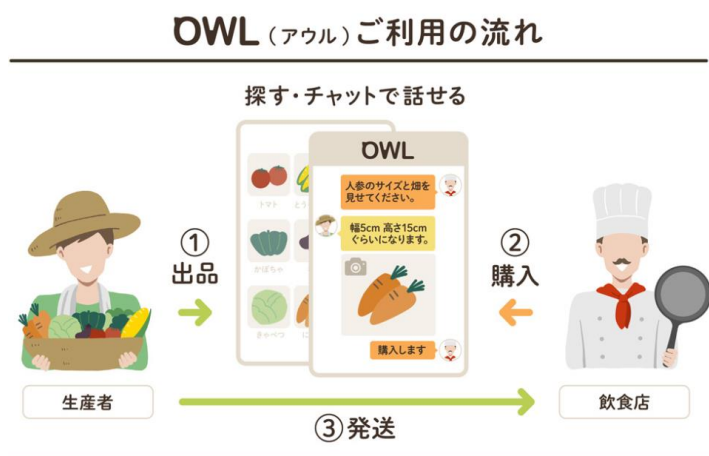 OWL（アウル）ご利用の流れ
探す・チャットで話せる
OWL
トマト
かぼちゃ
きゃべつ
人参のサイズと畑を
見せてください。
幅5cm 高さ15cm
ぐらいになります。
購入します
①
出品
②
購入
生産者
③発送
飲食店